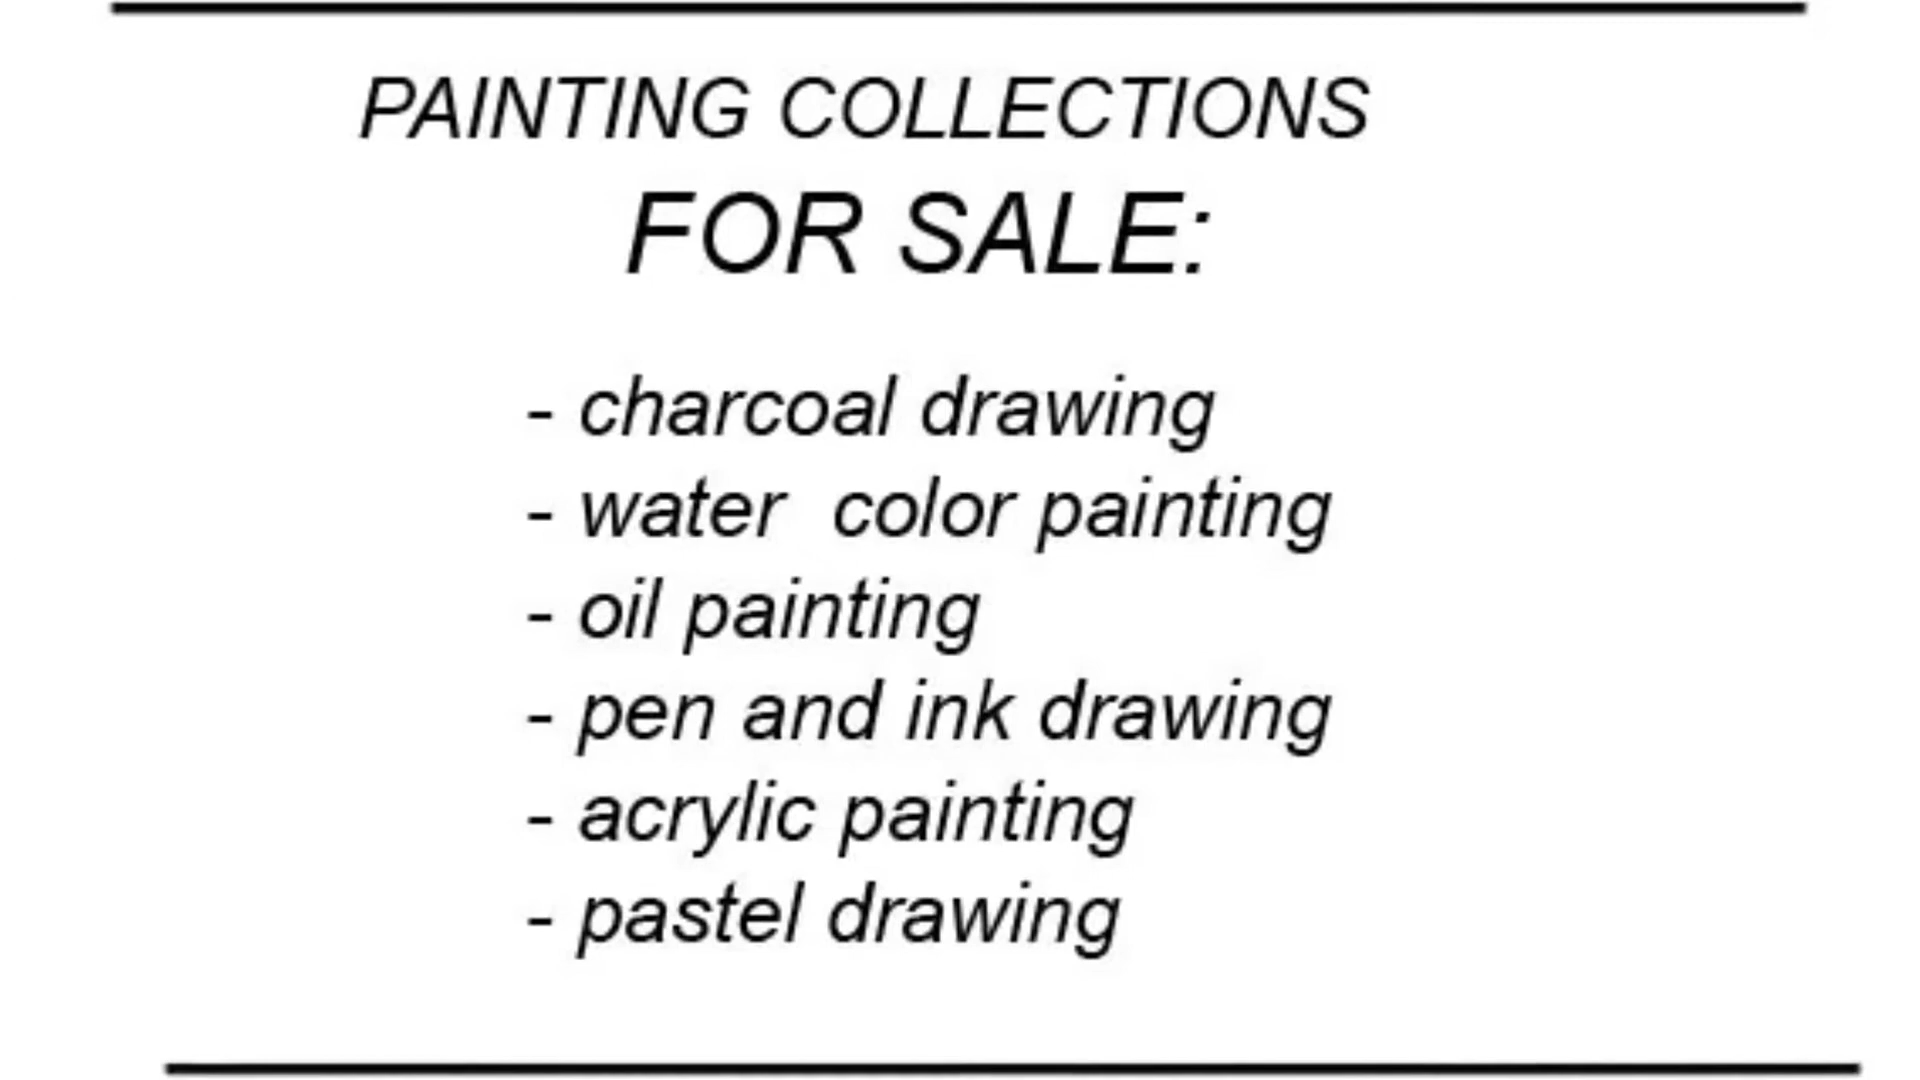 PAINTING COLLECTIONS
FOR SALE:
- charcoal drawing
- water  color painting
- oil painting
- pen and ink drawing
- acrylic painting
- pastel drawing